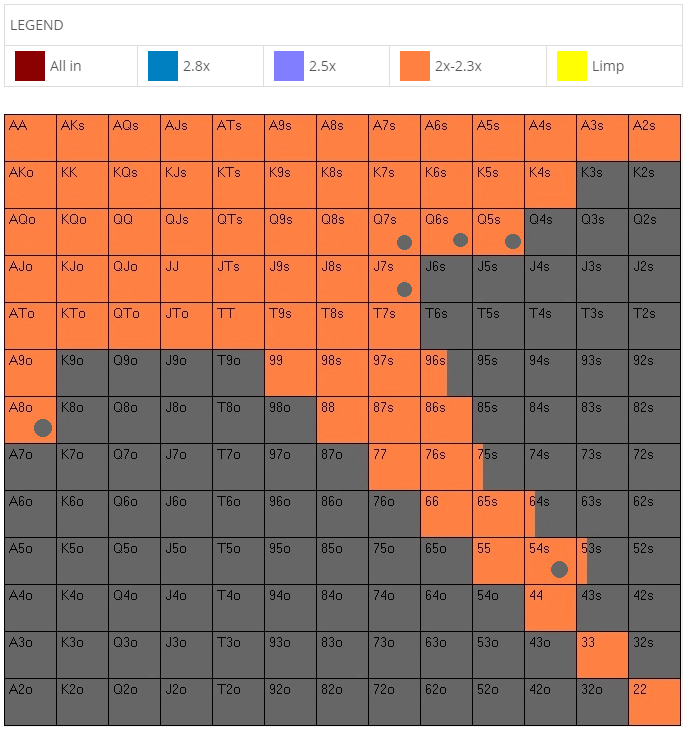 LEGEND
All in 2.8x 2.5x 2x-2.3x Limp
AA AKs AQs AJs ATs A9s A8s A7s A6s A5s A4s A3s A2s
AKo KK KQs KJs KTs K9s K8s K7s K6s K5s K4s K3s K2s
AQo KQo QQ QJs QTs Q9s Q8s Q7s Q6s Q5s Q4s Q3s Q2s
AJo KJo QJo JJ JTs J9s J8s J7s J6s J5s J4s J3s J2s
ATo KTo QTo JTo TT T9s T8s T7s T6s T5s T4s T3s T2s
A9o K9o Q9o J9o T9o 99 98s 97s 96s 95s 94s 93s 92s
A8o K8o Q8o J8o T8o 98o 88 87s 86s 85s 84s 83s 82s
A7o K7o Q7o J7o T7o 97o 87o 77 76s 75s 74s 73s 72s
A6o K6o Q6o J6o T6o 96o 86o 76o 66 65s 64s 63s 62s
A5o K5o Q5o J5o T5o 95o 85o 75o 65o 55 54s 53s 52s
A4o K4o Q4o J4o T4o 94o 84o 74o 64o 54o 44 43s 42s
A3o K3o Q3o J3o T3o 93o 83o 73o 63o 53o 43o 33 32s
A2o K2o Q2o J2o T2o 92o 82o 72o 62o 52o 42o 32o 22